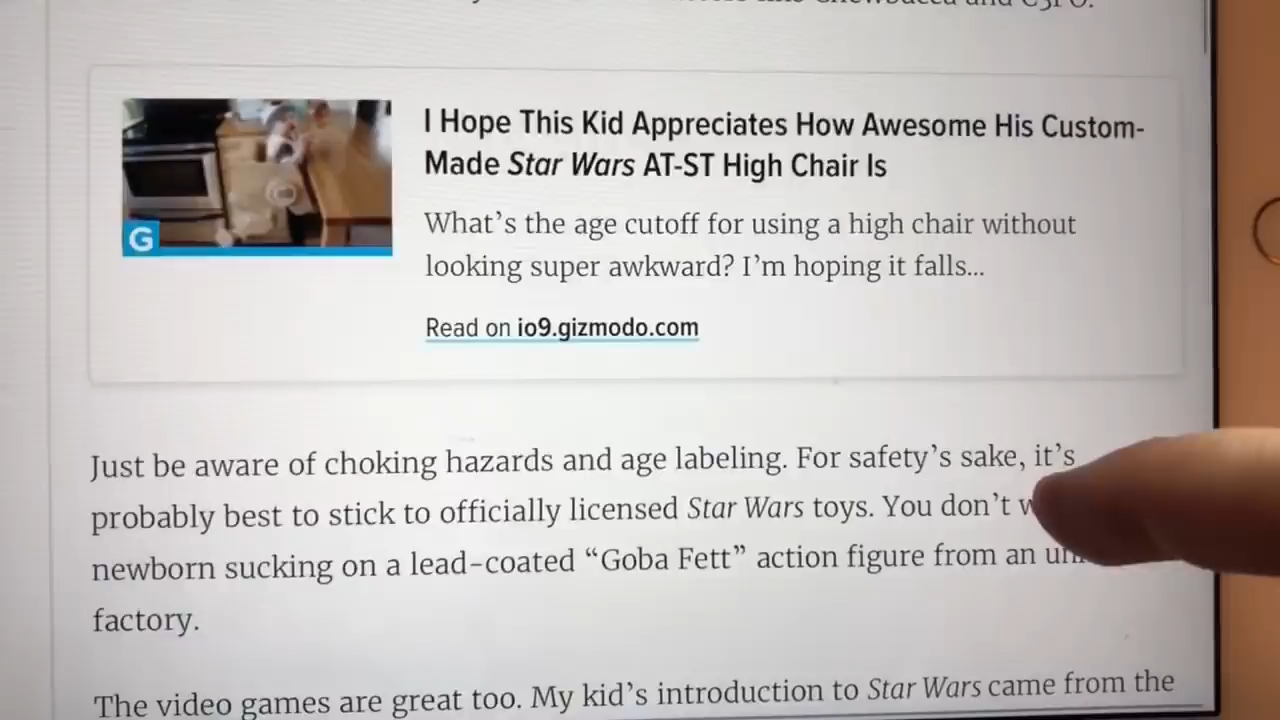 and C3PO.
I Hope This Kid Appreciates How Awesome His Custom-
Made Star Wars AT-ST High Chair Is
G
What’s the age cutoff for using a high chair without
looking super awkward? I’m hoping it falls...
Read on io9.gizmodo.com
Just be aware of choking hazards and age labeling. For safety’s sake, it’s
probably best to stick to officially licensed Star Wars toys. You don’t
newborn sucking on a lead-coated “Goba Fett” action figure from an
factory.
The video games are great too. My kid’s introduction to Star Wars came from the